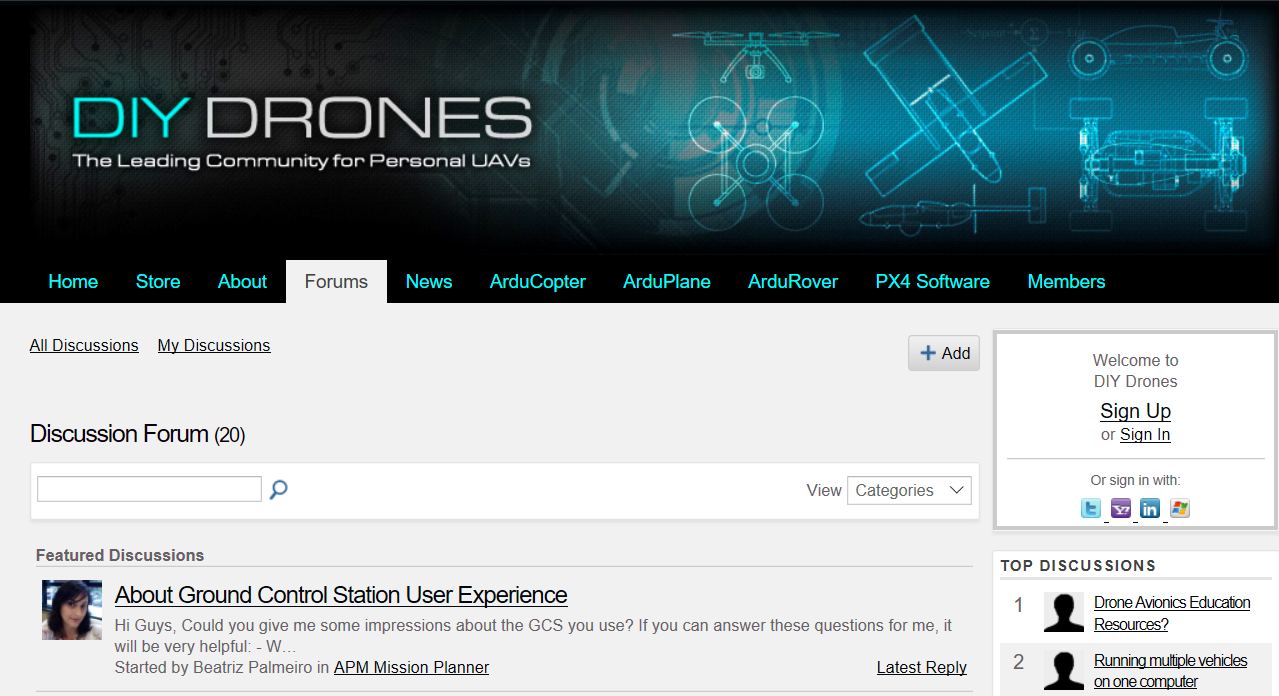 DIY DRONES
The Leading Community for Personal UAVs
Home Store About Forums News ArduCopter ArduPlane ArduRover PX4 Software Members
All Discussions My Discussions
Add
Discussion Forum (20)
View Categories
Featured Discussions
About Ground Control Station User Experience
Hi Guys, Could you give me some impressions about the GCS you use? If you can answer these questions for me, it
will be very helpful: - W…
Started by Beatriz Palmeiro in APM Mission Planner
Latest Reply
Welcome to
DIY Drones
Sign Up
or Sign In
Or sign in with:
TOP DISCUSSIONS
1 Drone Avionics Education
Resources?
2 Running multiple vehicles
on one computer